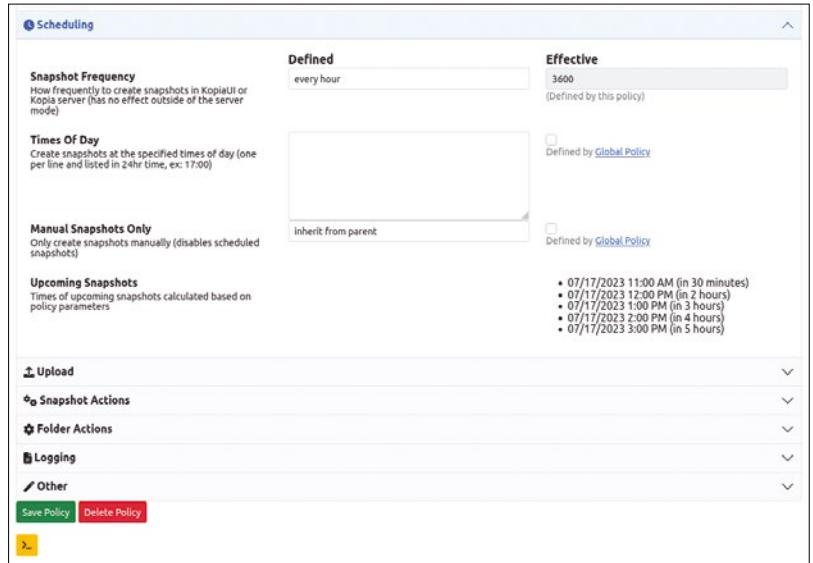 Scheduling
Defined
Effective
Snapshot Frequency
How frequently to create snapshots in KopiaUI or
Kopia server (has no effect outside of the server
mode)
every hour
3600
(Defined by this policy)
Times Of Day
Create snapshots at the specified times of day (one
per line and listed in 24hr time, ex: 17:00)
Defined by Global Policy
Manual Snapshots Only
Only create snapshots manually (disables scheduled
snapshots)
inherit from parent
Defined by Global Policy
Upcoming Snapshots
Times of upcoming snapshots calculated based on
policy parameters
• 07/17/2023 11:00 AM (in 30 minutes)
• 07/17/2023 12:00 PM (in 2 hours)
• 07/17/2023 1:00 PM (in 3 hours)
• 07/17/2023 2:00 PM (in 4 hours)
• 07/17/2023 3:00 PM (in 5 hours)
Upload
Snapshot Actions
Folder Actions
Logging
Other
Save Policy Delete Policy
>_